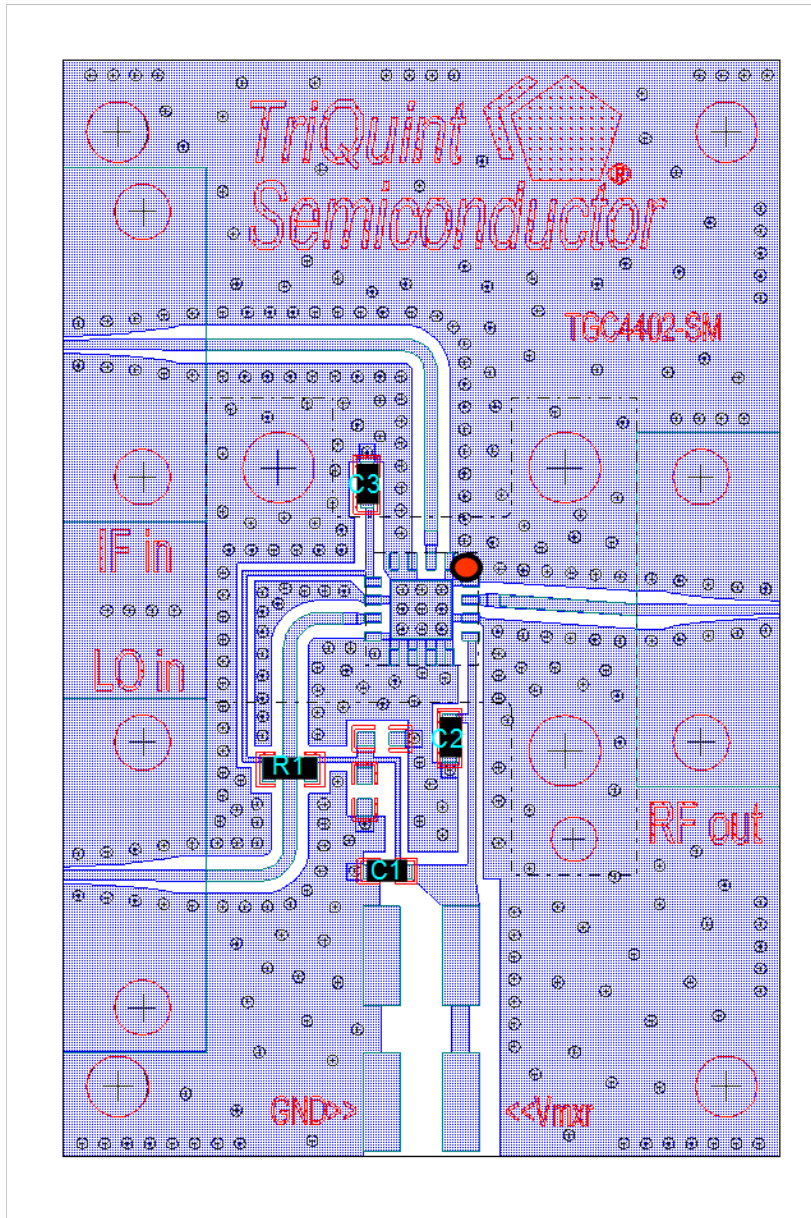 TriQuint
Semiconductor
®
TGC4402-SM
C3
IF in
LO in
C2
R1
RF out
C1
GND>>
<<Vmxr